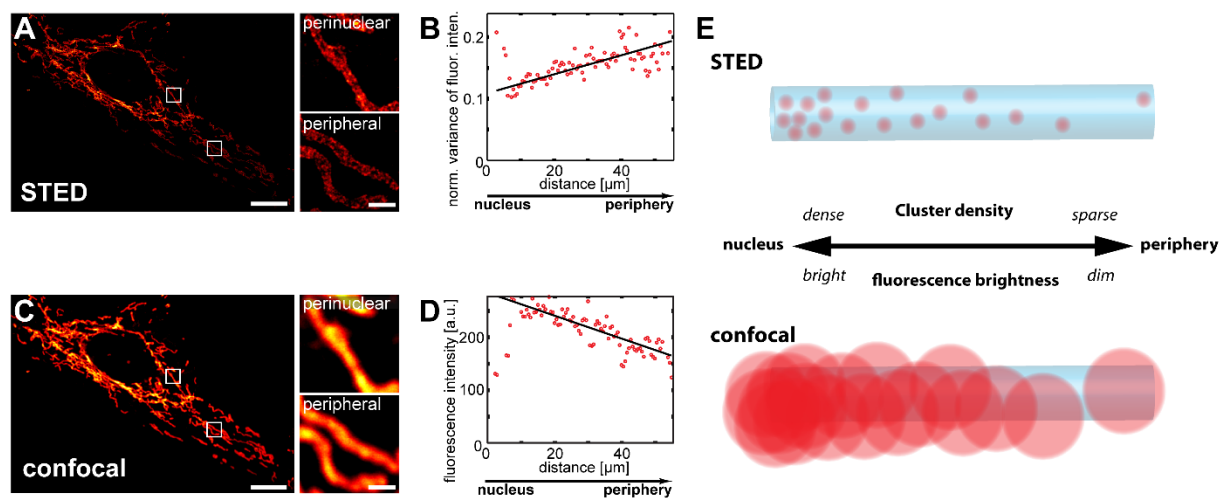 A
perinuclear
peripheral
STED
B
norm. variance of fluor. inten.
0.2
0.1
0
0
20
40
distance [µm]
nucleus
periphery
C
perinuclear
peripheral
confocal
D
fluorescence intensity [a.u.]
200
100
0
0
20
40
distance [µm]
nucleus
periphery
E
STED
dense
Cluster density
sparse
nucleus
periphery
bright
fluorescence brightness
dim
confocal